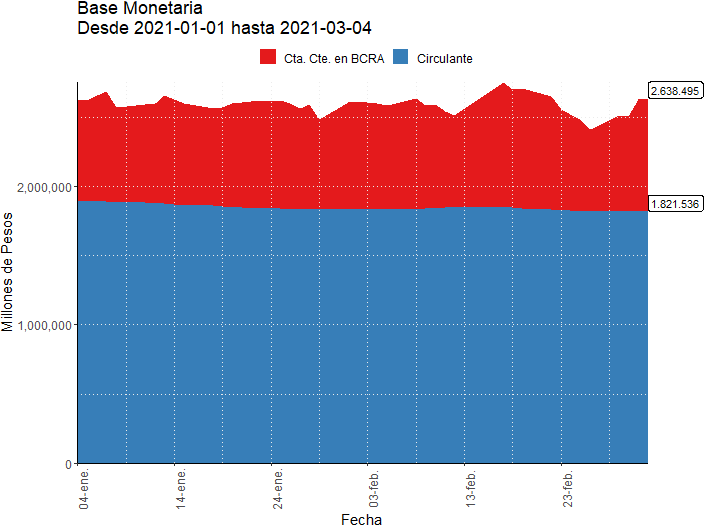 Base Monetaria
Desde 2021-01-01 hasta 2021-03-04
Cta. Cte. en BCRA Circulante
2.638.495
2,000,000
1.821.536
Millones de Pesos
1,000,000
0
04-ene. 14-ene. 24-ene. 03-feb. 13-feb. 23-feb.
Fecha